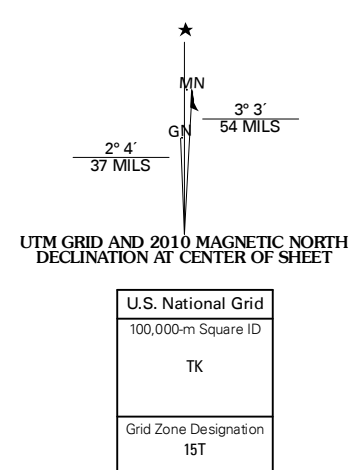 ★
MN
3° 3´
54 MILS
GN
2° 4´
37 MILS
UTM GRID AND 2010 MAGNETIC NORTH
DECLINATION AT CENTER OF SHEET
U.S. National Grid
100,000-m Square ID
TK
Grid Zone Designation
15T